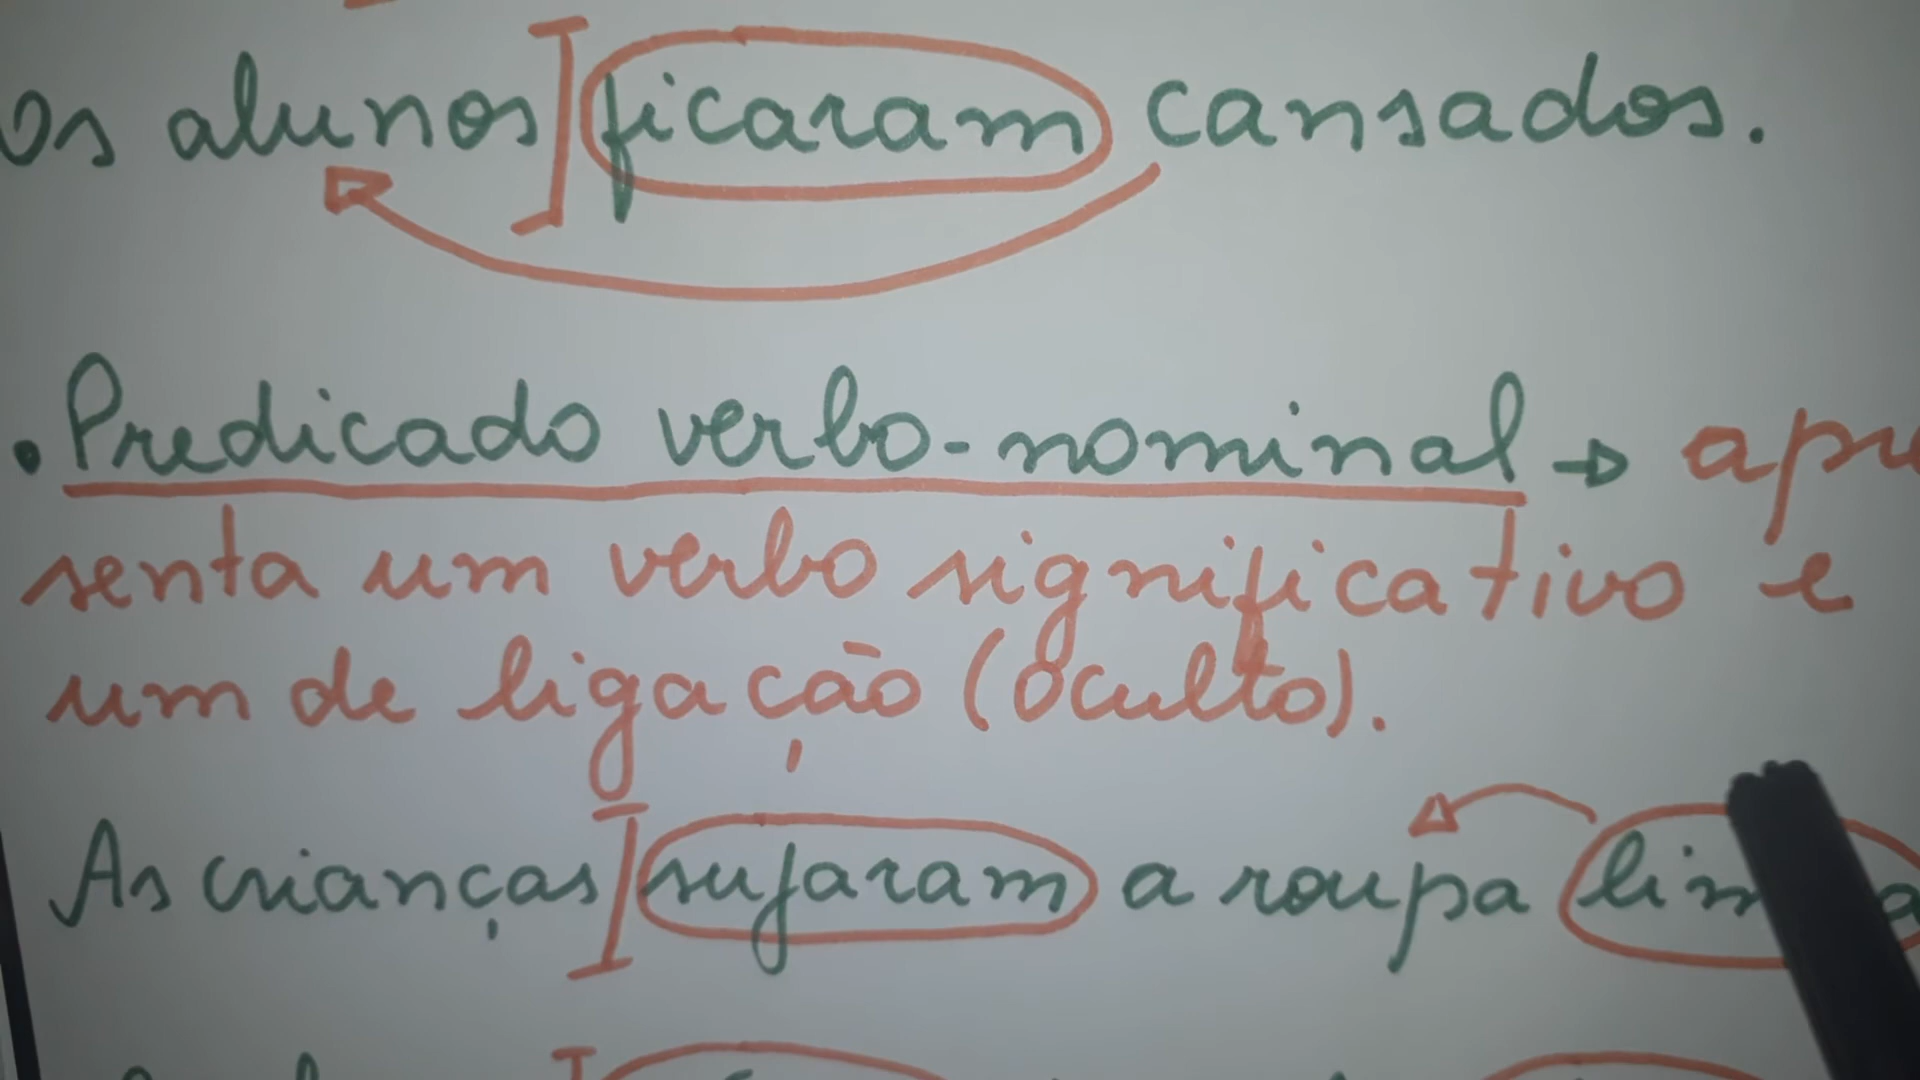 Os alunos ficaram cansados.
. Predicado verbo-nominal → apre
senta um verbo significativo e
um de ligação (oculto).
As crianças sujaram a roupa